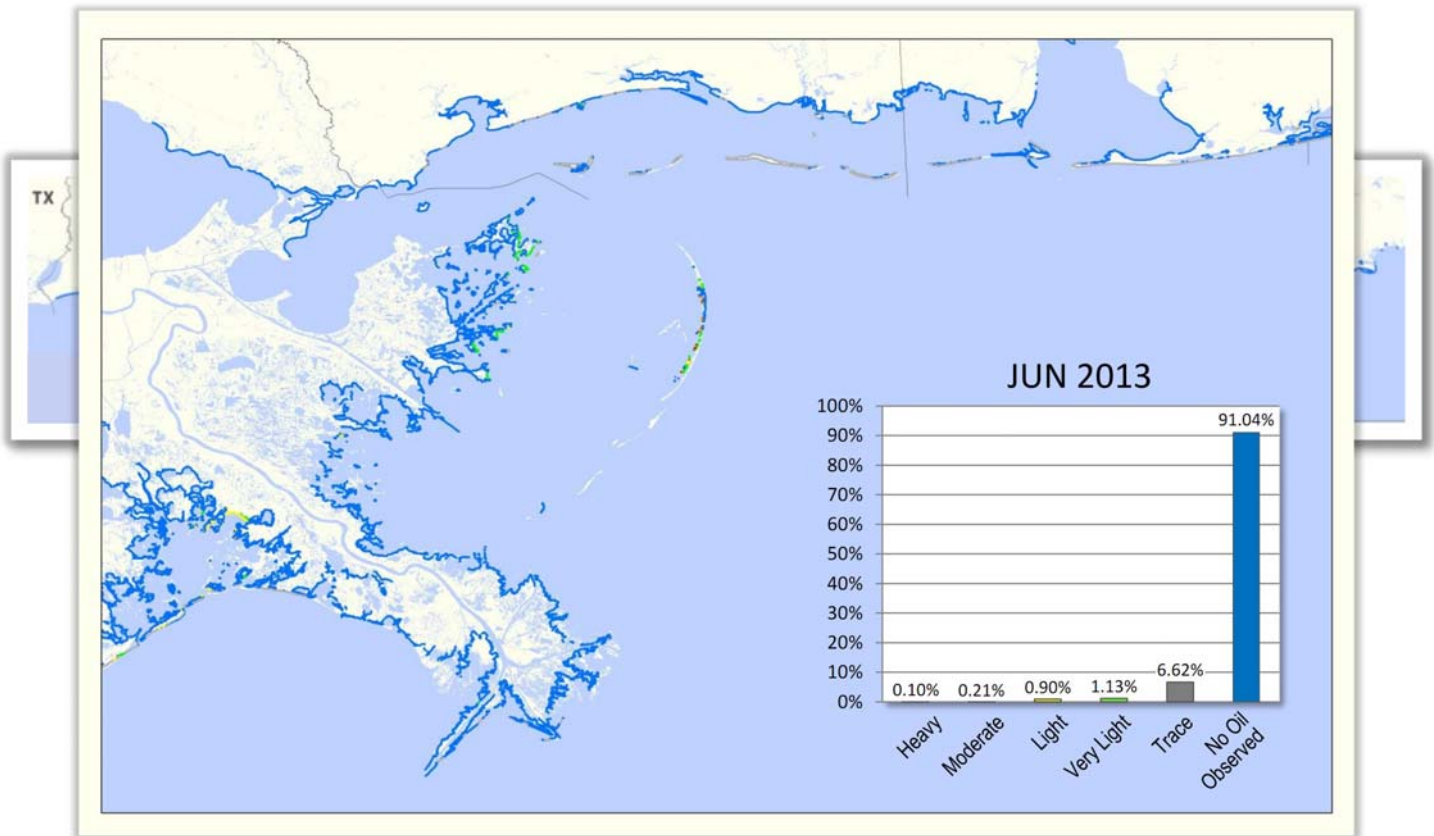 TX
JUN 2013
100%
90%
80%
70%
60%
50%
40%
30%
20%
10%
0%
0.10%
0.21%
0.90%
1.13%
6.62%
91.04%
Heavy
Moderate
Light
Very Light
Trace
No Oil
Observed